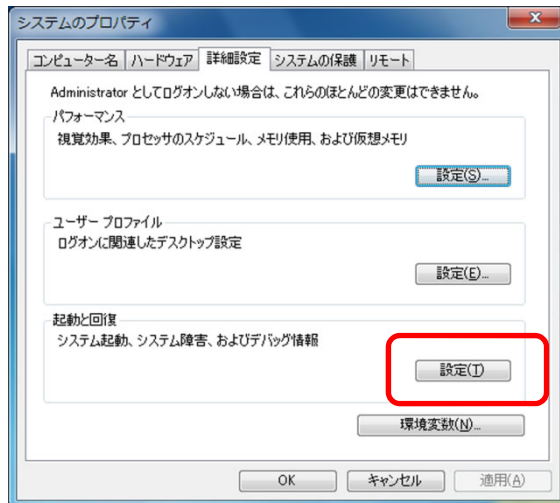 システムのプロパティ
コンピューター名 ハードウェア 詳細設定 システムの保護 リモート
Administrator としてログオンしない場合は、これらのほとんどの変更はできません。
パフォーマンス
視覚効果、プロセッサのスケジュール、メモリ使用、および仮想メモリ
設定(S)...
ユーザー プロファイル
ログオンに関連したデスクトップ設定
設定(E)...
起動と回復
システム起動、システム障害、およびデバッグ情報
設定(T)
環境変数(N)...
OK キャンセル 適用(A)